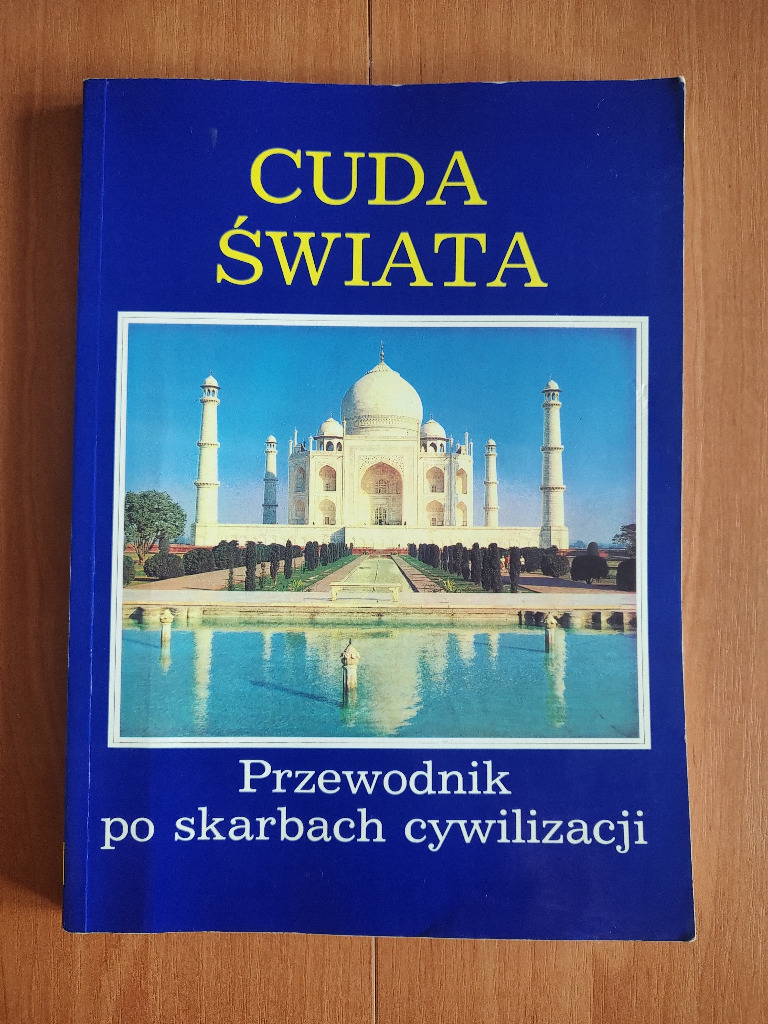 CUDA
ŚWIATA
Przewodnik
po skarbach cywilizacji